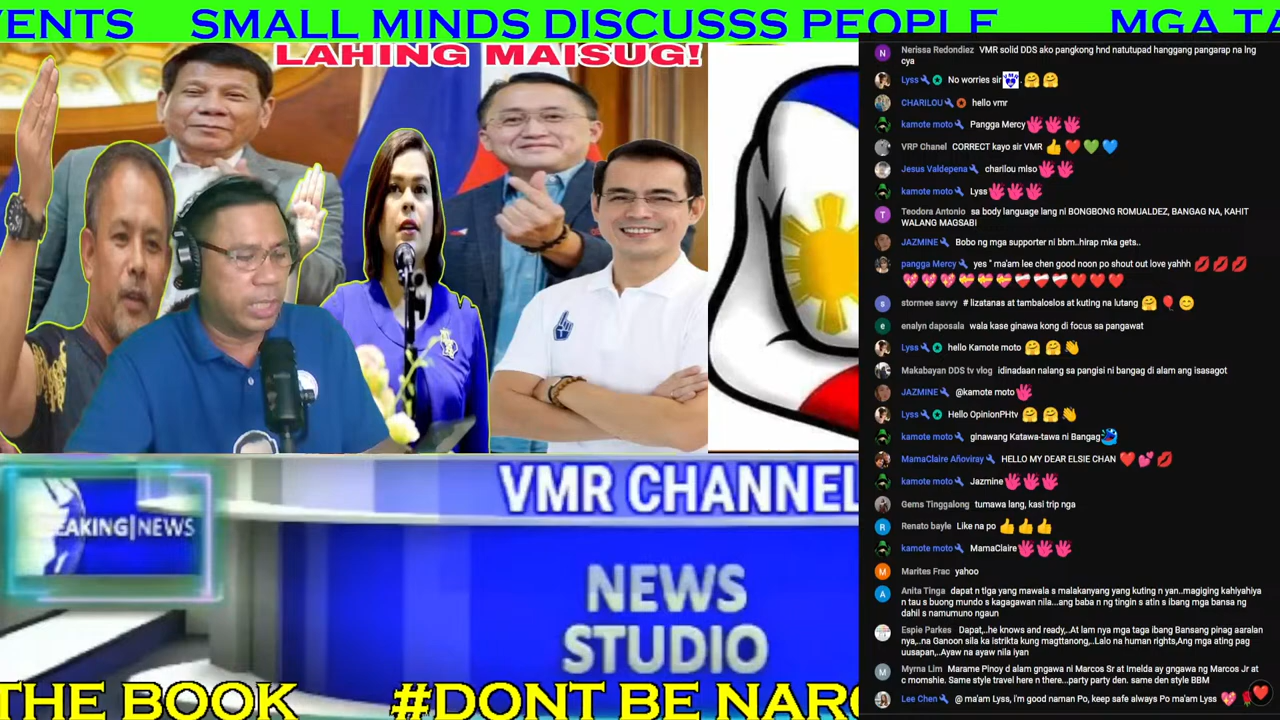 ENTS SMALL MINDS DISCUSSS PEOPLE MGA TA
LAHING MAISUG!
Nerissa Redondiez VMR solid DDS ako pangkong hnd natutupad hanggang pangarap na lng
cya
Lyss No worries sir
CHARILOU hello vmr
kamote moto Pangga Mercy
VRP Chanel CORRECT kayo sir VMR
Jesus Valdepena charilou mlso
kamote moto Lyss
Teodora Antonio sa body language lang ni BONGBONG ROMUALDEZ, BANGAG NA, KAHIT
WALANG MAGSABI
JAZMINE Bobo ng mga supporter ni bbm..hirap mka gets..
pangga Mercy yes " ma'am lee chen good noon po shout out love yahhh
stormee savvy # lizatanas at tambaloslos at kuting na lutang
enalyn daposala wala kase ginawa kong di focus sa pangawat
Lyss hello Kamote moto
Makabayan DDS tv vlog idinadaan nalang sa pangisi ni bangag di alam ang isasagot
JAZMINE @kamote moto
Lyss Hello OpinionPHtv
kamote moto ginawang Katawa-tawa ni Bangag
MamaClaire Añoviray HELLO MY DEAR ELSIE CHAN
kamote moto Jazmine
Gems Tinggalong tumawa lang, kasi trip nga
Renato bayle Like na po
kamote moto MamaClaire
Marites Frac yahoo
Anita Tinga dapat n tiga yang mawala s malakanyang yang kuting n yan..magiging kahiyahiya
n tau s buong mundo s kagagawan nila...ang baba n ng tingin s atin s ibang mga bansa ng
dahil s namumuno ngaun
Espie Parkes Dapat,..he knows and ready,..At lam nya mga taga ibang Bansang pinag aaralan
nya,..na Ganoon sila ka istrikta kung magttanong,..Lalo na human rights,Ang mga ating pag
uusapan,..Ayaw na ayaw nila iyan
Myrna Lim Marame Pinoy d alam gngawa ni Marcos Sr at Imelda ay gngawa ng Marcos Jr at
c momshie. Same style travel here n there...party party den. same den style BBM
Lee Chen @ ma'am Lyss, I'm good naman Po, keep safe always Po ma'am Lyss
VMR CHANNEL
EAKING|NEWS
NEWS
STUDIO
THE BOOK #DONT BE NARC